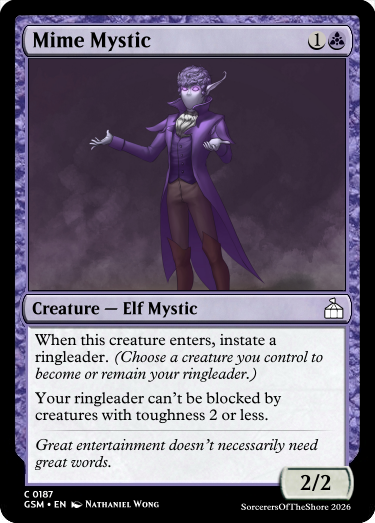 Mime Mystic 1
Creature — Elf Mystic
When this creature enters, instate a
ringleader. (Choose a creature you control to
become or remain your ringleader.)
Your ringleader can't be blocked by
creatures with toughness 2 or less.
Great entertainment doesn't necessarily need
great words.
2/2
C 0187
GSM • EN Nathaniel Wong
SorcerersOfTheShore 2026